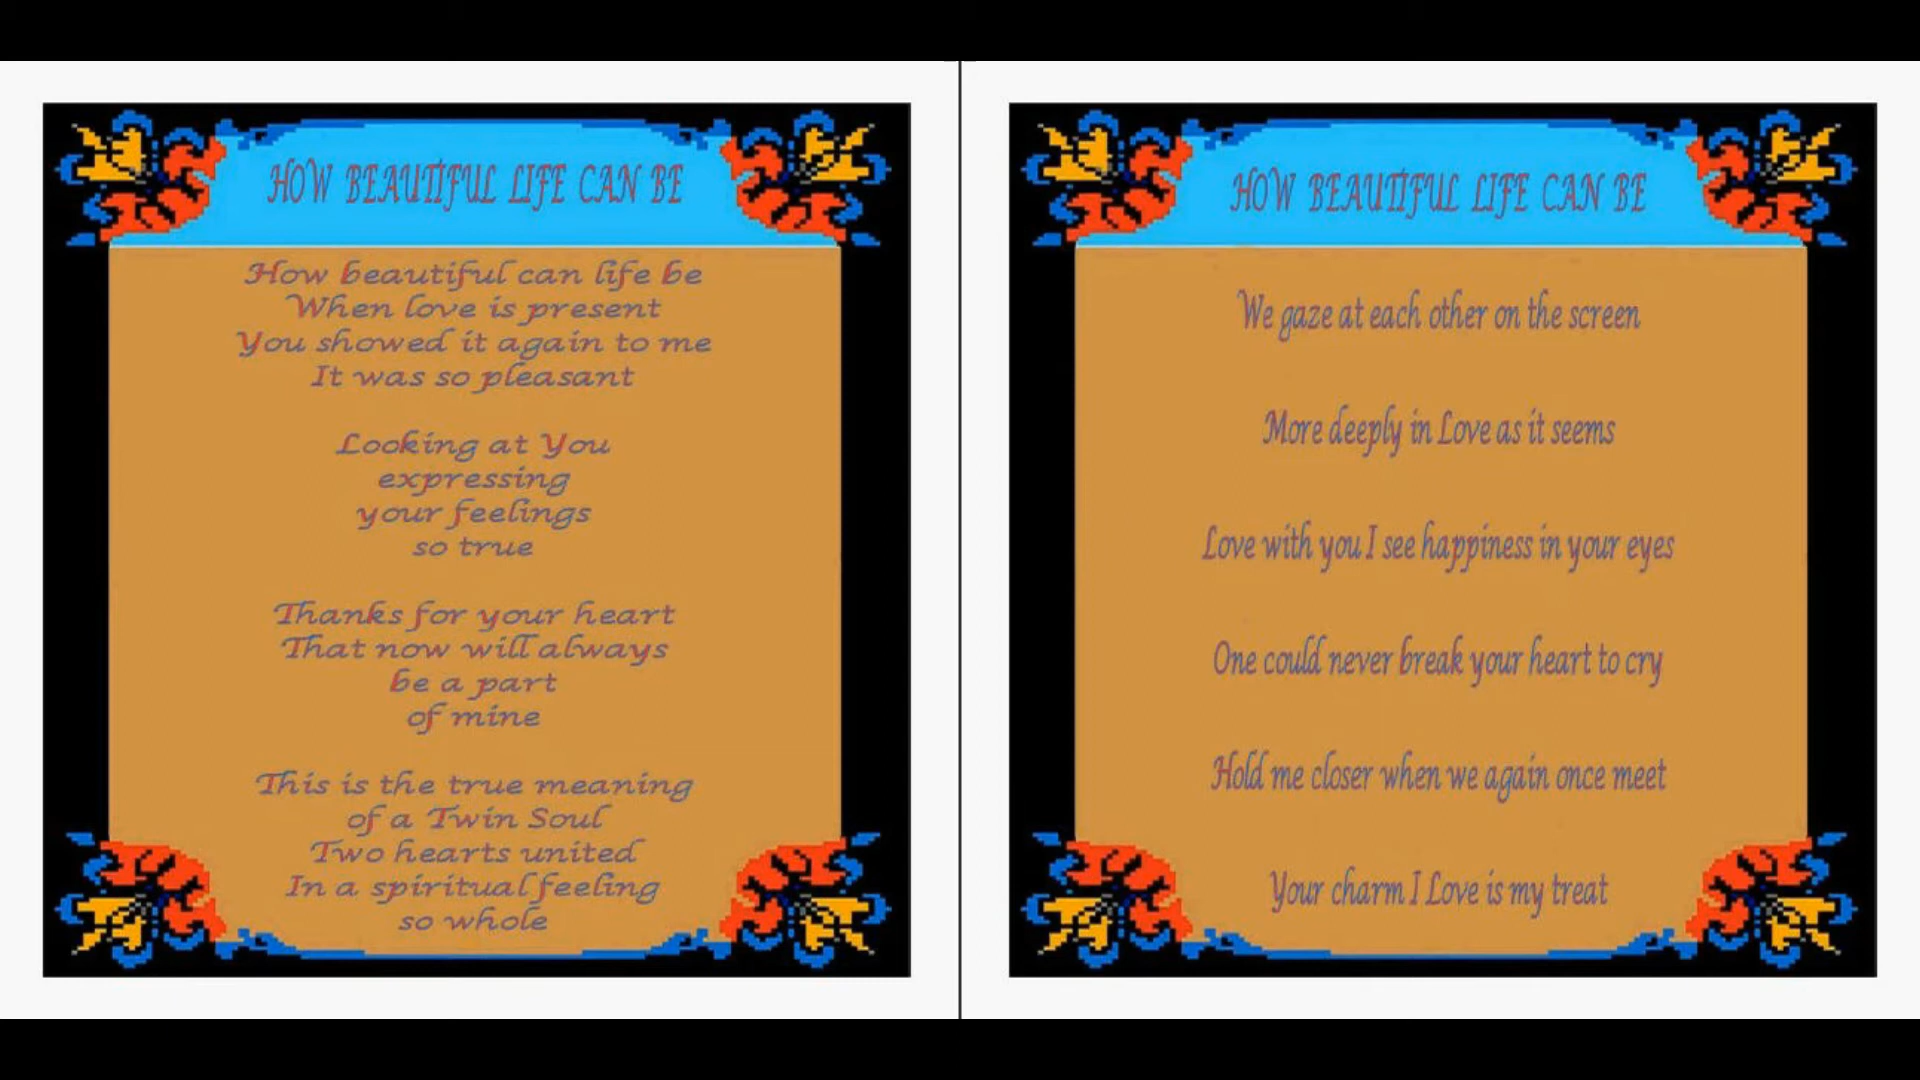 HOW BEAUTIFUL LIFE CAN BE
How beautiful can life be
When love is present
You showed it again to me
It was so pleasant
Looking at You
expressing
your feelings
so true
Thanks for your heart
That now will always
be a part
of mine
This is the true meaning
of a Twin Soul
Two hearts united
In a spiritual feeling
so whole
HOW BEAUTIFUL LIFE CAN BE
We gaze at each other on the screen
More deeply in Love as it seems
Love with you I see happiness in your eyes
One could never break your heart to cry
Hold me closer when we again once meet
Your charm I Love is my treat